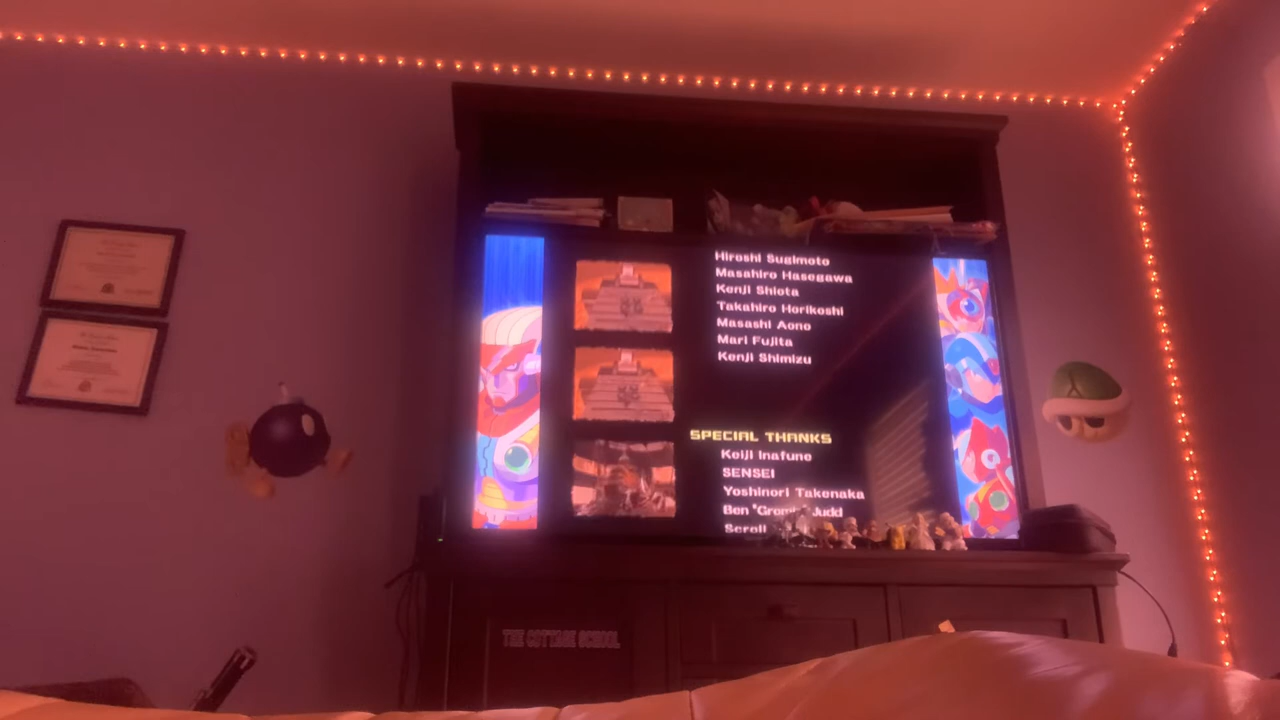 Hiroshi Sugimoto
Masahiro Hasegawa
Kenji Shiota
Takahiro Horikoshi
Masashi Aono
Mari Fujita
Kenji Shimizu
SPECIAL THANKS
Keiji Inafune
SENSEI
Yoshinori Takenaka
Ben "Gromit" Judd
Scroll
THE COTTAGE SCHOOL